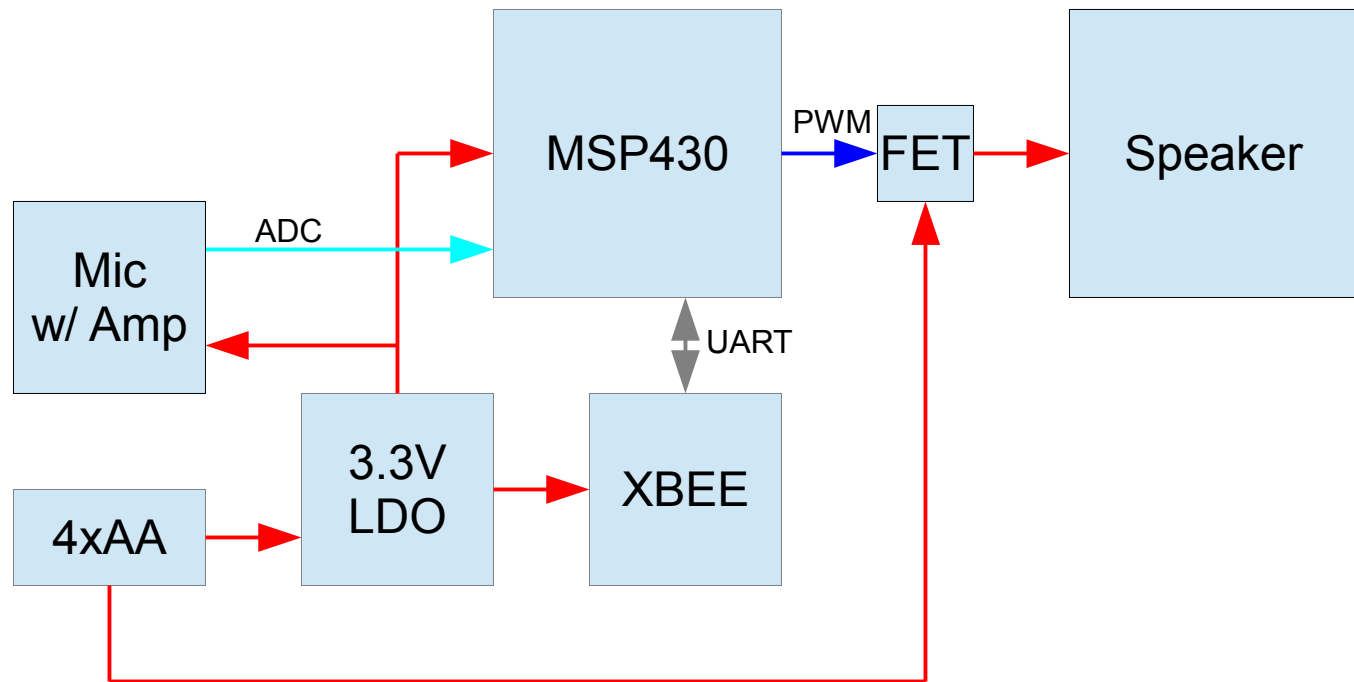 MSP430
PWM
FET
Speaker
ADC
Mic
w/ Amp
UART
3.3V
LDO
XBEE
4xAA